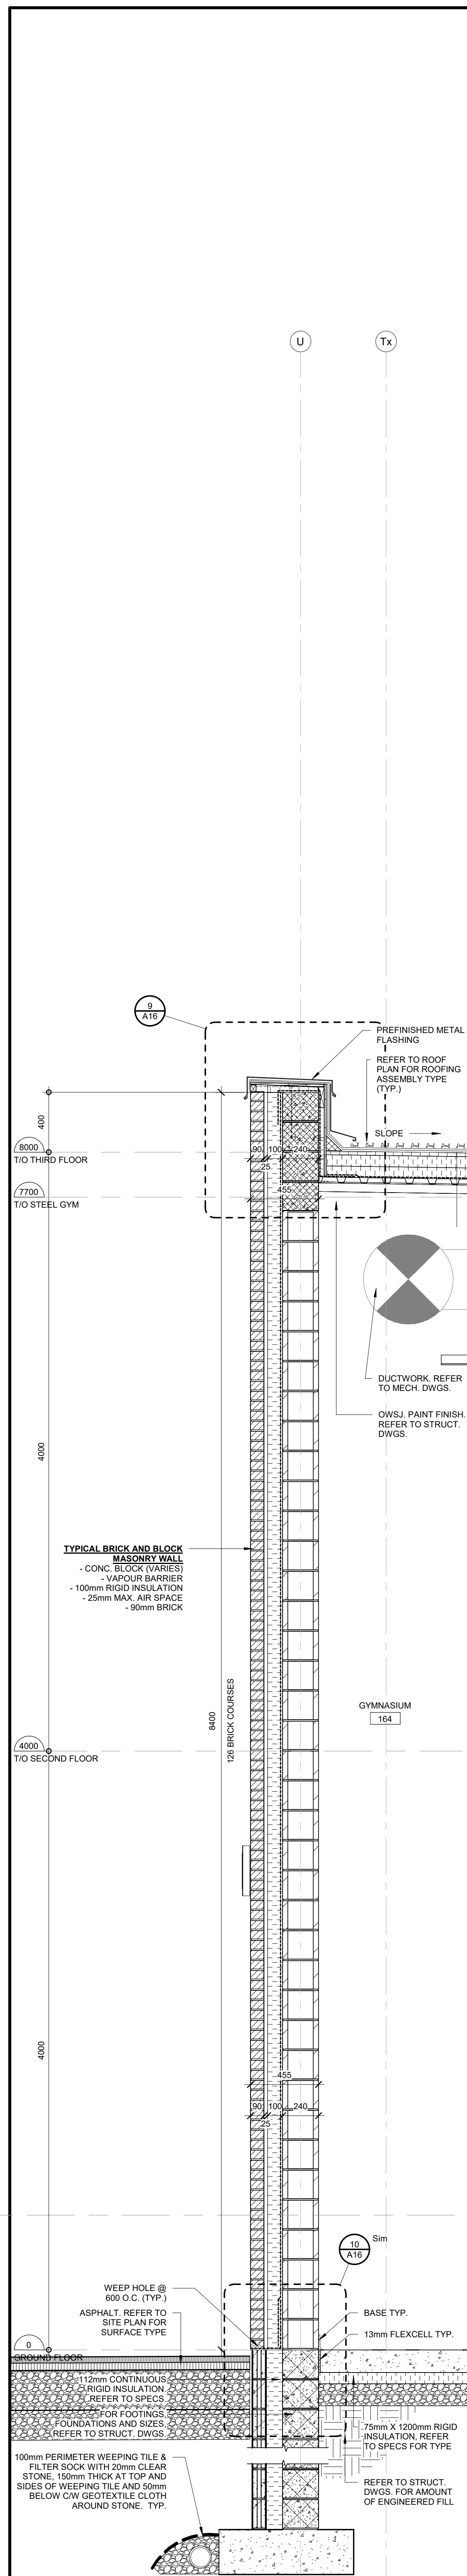 U
Tx
9
A16
PREFINISHED METAL
FLASHING
REFER TO ROOF
PLAN FOR ROOFING
ASSEMBLY TYPE
(TYP.)
SLOPE
400
8000
T/O THIRD FLOOR
90
100
240
25
7700
T/O STEEL GYM
455
DUCTWORK. REFER
TO MECH. DWGS.
OWSJ. PAINT FINISH.
REFER TO STRUCT.
DWGS.
4000
TYPICAL BRICK AND BLOCK
MASONRY WALL
- CONC. BLOCK (VARIES)
- VAPOUR BARRIER
- 100mm RIGID INSULATION
- 25mm MAX. AIR SPACE
- 90mm BRICK
8400
126 BRICK COURSES
GYMNASIUM
164
4000
T/O SECOND FLOOR
4000
455
90
100
240
25
10
A16
Sim
WEEP HOLE @
600 O.C. (TYP.)
ASPHALT. REFER TO
SITE PLAN FOR
SURFACE TYPE
BASE TYP.
13mm FLEXCELL TYP.
0
GROUND FLOOR
112mm CONTINUOUS
RIGID INSULATION.
REFER TO SPECS.
FOR FOOTINGS,
FOUNDATIONS AND SIZES,
REFER TO STRUCT. DWGS.
75mm X 1200mm RIGID
INSULATION, REFER
TO SPECS FOR TYPE
100mm PERIMETER WEEPING TILE &
FILTER SOCK WITH 20mm CLEAR
STONE, 150mm THICK AT TOP AND
SIDES OF WEEPING TILE AND 50mm
BELOW C/W GEOTEXTILE CLOTH
AROUND STONE. TYP.
REFER TO STRUCT.
DWGS. FOR AMOUNT
OF ENGINEERED FILL